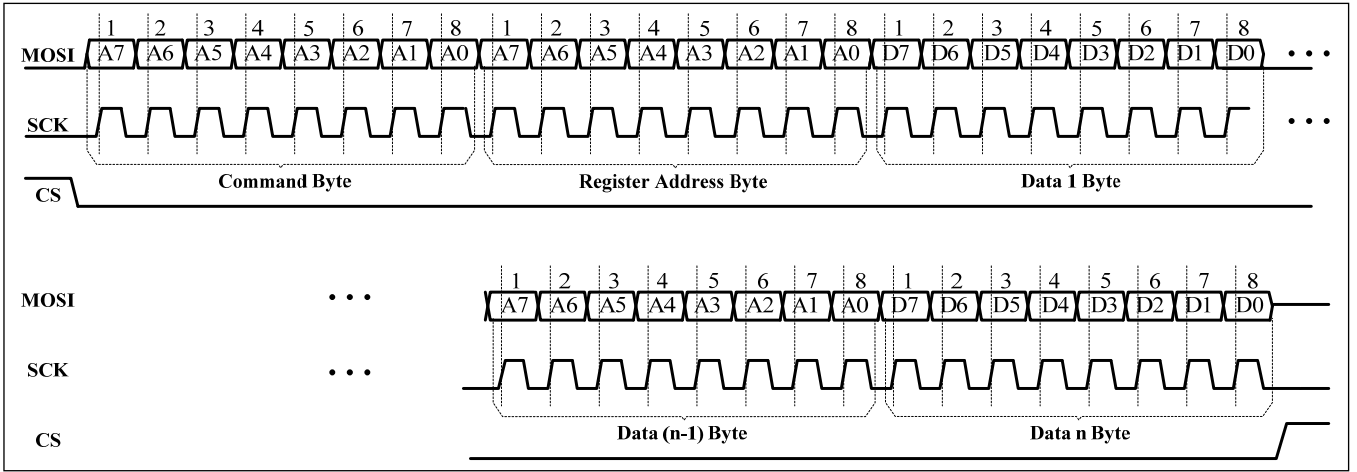 1 2 3 4 5 6 7 8 1 2 3 4 5 6 7 8 1 2 3 4 5 6 7 8
MOSI A7 A6 A5 A4 A3 A2 A1 A0 A7 A6 A5 A4 A3 A2 A1 A0 D7 D6 D5 D4 D3 D2 D1 D0 • • •
SCK • • •
Command Byte Register Address Byte Data 1 Byte
CS
1 2 3 4 5 6 7 8 1 2 3 4 5 6 7 8
MOSI • • • A7 A6 A5 A4 A3 A2 A1 A0 D7 D6 D5 D4 D3 D2 D1 D0
SCK • • •
Data (n-1) Byte Data n Byte
CS